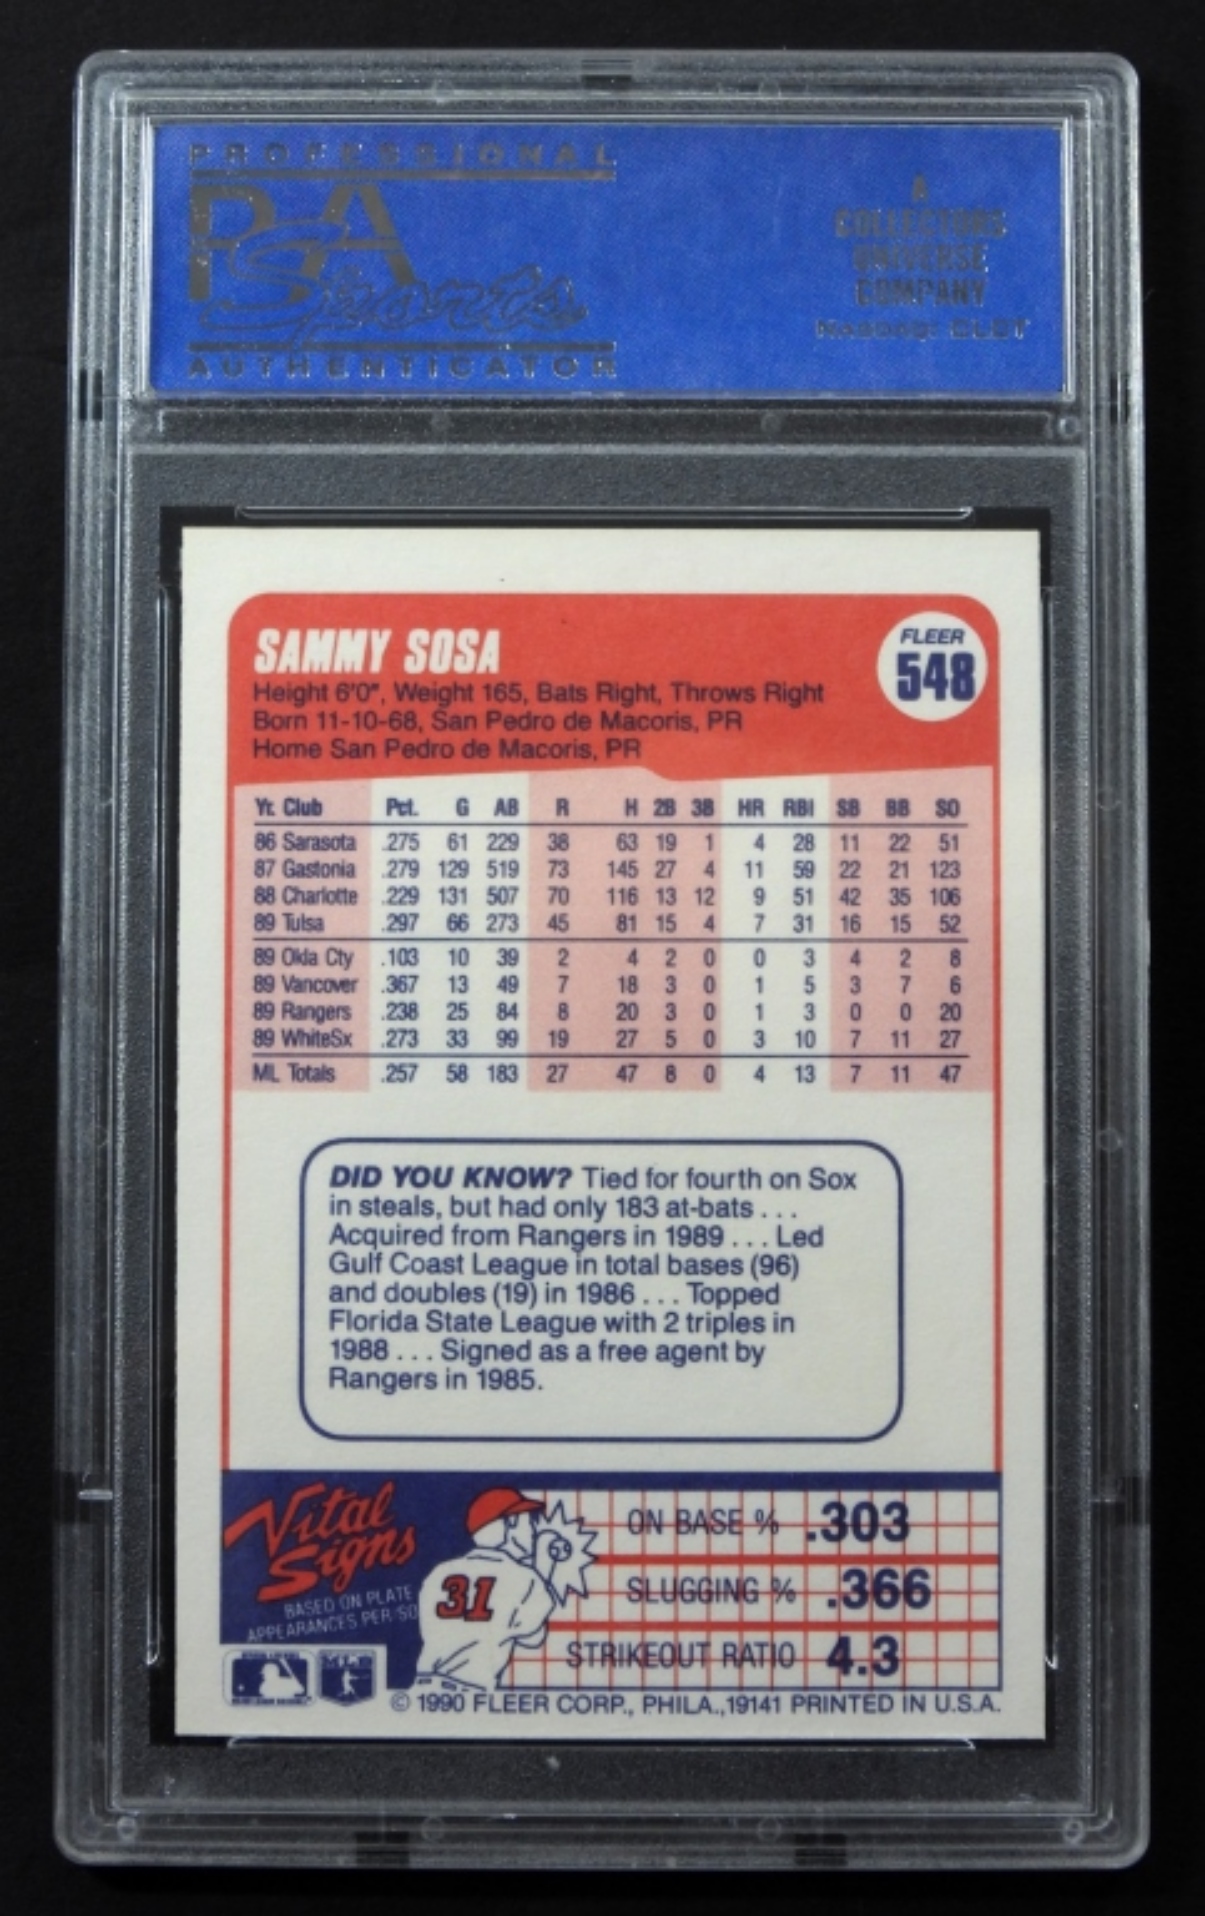 PROFESSIONAL
PSA
Sports
AUTHENTICATOR
A
COLLECTORS
UNIVERSE
COMPANY
Nasdaq: CLCT
SAMMY SOSA
FLEER
548
Height 6'0", Weight 165, Bats Right, Throws Right
Born 11-10-68, San Pedro de Macoris, PR
Home San Pedro de Macoris, PR
Yr. Club Pct. G AB R H 2B 3B HR RBI SB BB SO
86 Sarasota .275 61 229 38 63 19 1 4 28 11 22 51
87 Gastonia .279 129 519 73 145 27 4 11 59 22 21 123
88 Charlotte .229 131 507 70 116 13 12 9 51 42 35 106
89 Tulsa .297 66 273 45 81 15 4 7 31 16 15 52
89 Okla Cty .103 10 39 2 4 2 0 0 3 4 2 8
89 Vancover .367 13 49 7 18 3 0 1 5 3 7 6
89 Rangers .238 25 84 8 20 3 0 1 3 0 0 20
89 WhiteSx .273 33 99 19 27 5 0 3 10 7 11 27
ML Totals .257 58 183 27 47 8 0 4 13 7 11 47
DID YOU KNOW? Tied for fourth on Sox
in steals, but had only 183 at-bats . . .
Acquired from Rangers in 1989 . . . Led
Gulf Coast League in total bases (96)
and doubles (19) in 1986 . . . Topped
Florida State League with 2 triples in
1988 . . . Signed as a free agent by
Rangers in 1985.
Vital
Signs
BASED ON PLATE
APPEARANCES PER SO
31
ON BASE % .303
SLUGGING % .366
STRIKEOUT RATIO 4.3
© 1990 FLEER CORP., PHILA.,19141 PRINTED IN U.S.A.